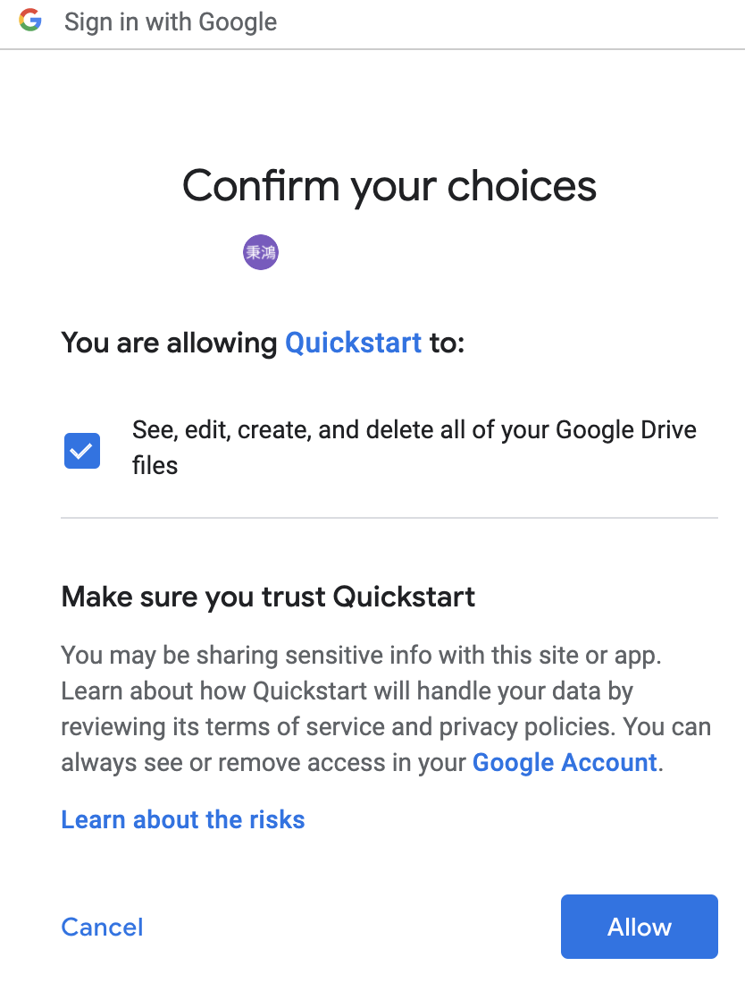 Sign in with Google
Confirm your choices
秉鴻
You are allowing Quickstart to:
See, edit, create, and delete all of your Google Drive
files
Make sure you trust Quickstart
You may be sharing sensitive info with this site or app.
Learn about how Quickstart will handle your data by
reviewing its terms of service and privacy policies. You can
always see or remove access in your Google Account.
Learn about the risks
Cancel
Allow